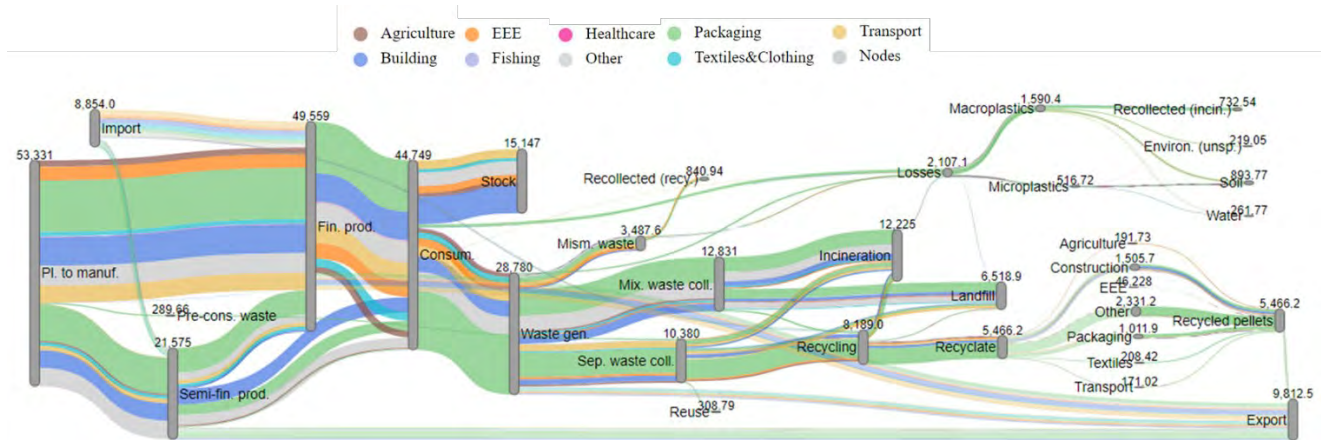 Agriculture EEE Healthcare Packaging Transport
Building Fishing Other Textiles&Clothing Nodes
8,854.0
Import
49,559
53,331
Pl. to manuf.
289.66
Pre-cons. waste
21,575
Semi-fin. prod.
Fin. prod.
44,749
Consum.
15,147
Stock
28,780
Waste gen.
Recollected (recy.)
840.94
3,487.6
Mism. waste
12,831
Mix. waste coll.
10,380
Sep. waste coll.
308.79
Reuse
12,225
Incineration
8,189.0
Recycling
2,107.1
Losses
1,590.4
Macroplastics
Microplastics
516.72
732.54
Recollected (incin.)
219.05
Environ. (unsp.)
893.77
Soil
261.77
Water
6,518.9
Landfill
5,466.2
Recyclate
191.73
Agriculture
1,505.7
Construction
46,228
EEE
2,331.2
Other
1,011.9
Packaging
208.42
Textiles
171.02
Transport
5,466.2
Recycled pellets
9,812.5
Export